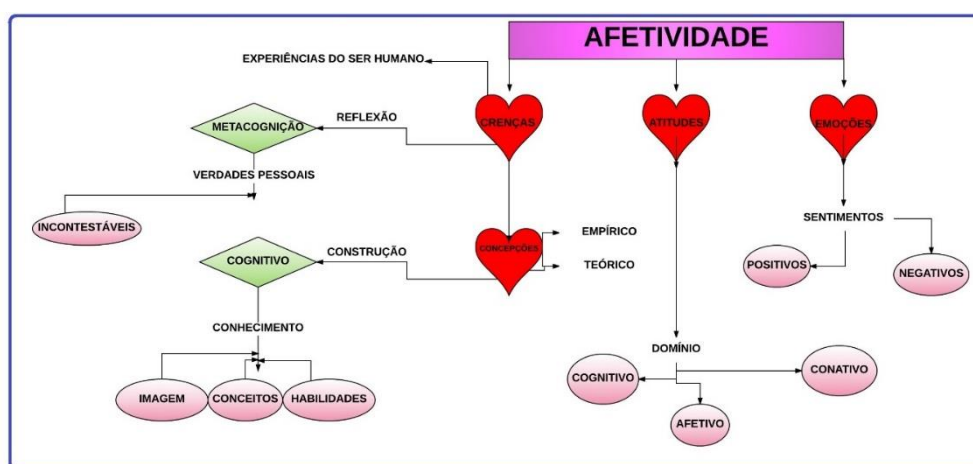 AFETIVIDADE
EXPERIÊNCIAS DO SER HUMANO
CRENÇAS
ATITUDES
EMOÇÕES
METACOGNIÇÃO
REFLEXÃO
VERDADES PESSOAIS
INCONTESTÁVEIS
SENTIMENTOS
POSITIVOS
NEGATIVOS
COGNITIVO
CONSTRUÇÃO
CONCEPÇÕES
EMPÍRICO
TEÓRICO
CONHECIMENTO
IMAGEM
CONCEITOS
HABILIDADES
DOMÍNIO
COGNITIVO
CONATIVO
AFETIVO